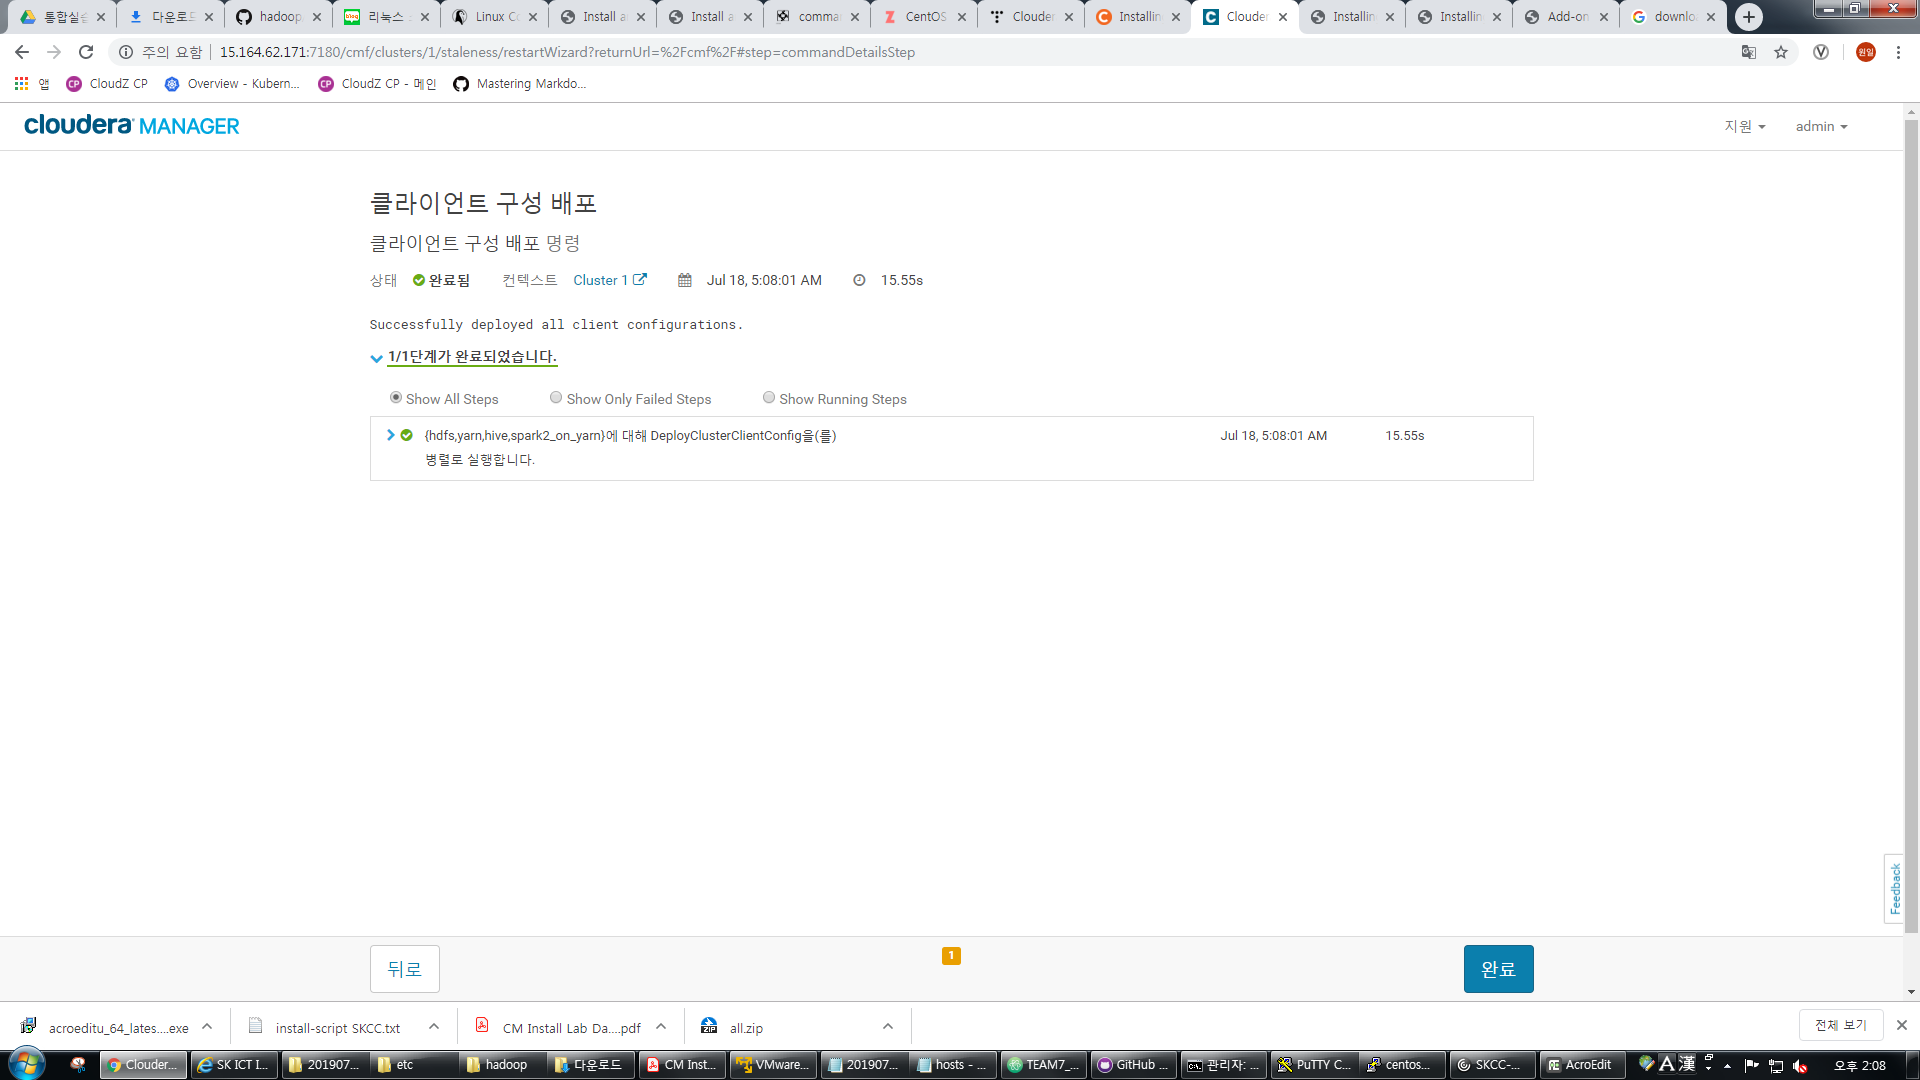 통합실습
다운로드
hadoop
리눅스
Linux Co
Install a
Install a
comma
CentOS
Clouder
Installin
Clouder
Installin
Installin
Add-on
downlo
주의 요함
15.164.62.171:7180/cmf/clusters/1/staleness/restartWizard?returnUrl=%2Fcmf%2F#step=commandDetailsStep
앱
CloudZ CP
Overview - Kubern...
CloudZ CP - 메인
Mastering Markdo...
cloudera MANAGER
지원
admin
클라이언트 구성 배포
클라이언트 구성 배포 명령
상태 완료됨 컨텍스트 Cluster 1 Jul 18, 5:08:01 AM 15.55s
Successfully deployed all client configurations.
1/1단계가 완료되었습니다.
Show All Steps Show Only Failed Steps Show Running Steps
{hdfs,yarn,hive,spark2_on_yarn}에 대해 DeployClusterClientConfig을(를) Jul 18, 5:08:01 AM 15.55s
병렬로 실행합니다.
Feedback
뒤로
1
완료
acroeditu_64_lates....exe
install-script SKCC.txt
CM Install Lab Da....pdf
all.zip
전체 보기
Clouder...
SK ICT I...
201907...
etc
hadoop
다운로드
CM Inst...
VMware...
201907...
hosts - ...
TEAM7_...
GitHub ...
관리자: ...
PuTTY C...
centos...
SKCC-...
AcroEdit
A 漢
오후 2:08